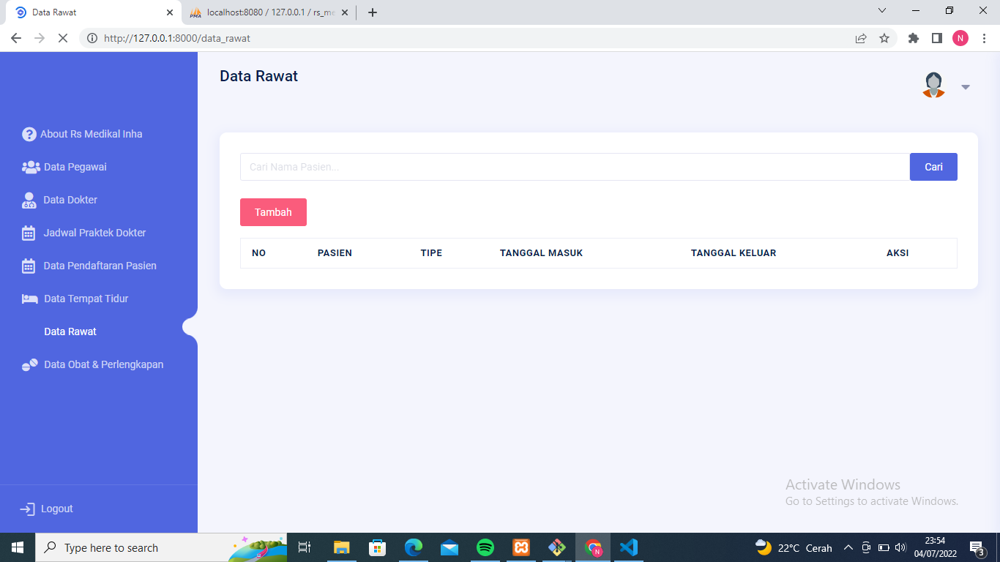 Data Rawat
localhost:8080 / 127.0.0.1 / rs_me
http://127.0.0.1:8000/data_rawat
N
Data Rawat
About Rs Medikal Inha
Data Pegawai
Data Dokter
Jadwal Praktek Dokter
Data Pendaftaran Pasien
Data Tempat Tidur
Data Rawat
Data Obat & Perlengkapan
Logout
Cari Nama Pasien...
Cari
Tambah
NO PASIEN TIPE TANGGAL MASUK TANGGAL KELUAR AKSI
Activate Windows
Go to Settings to activate Windows.
Type here to search
N
22°C Cerah
23:54
04/07/2022
3